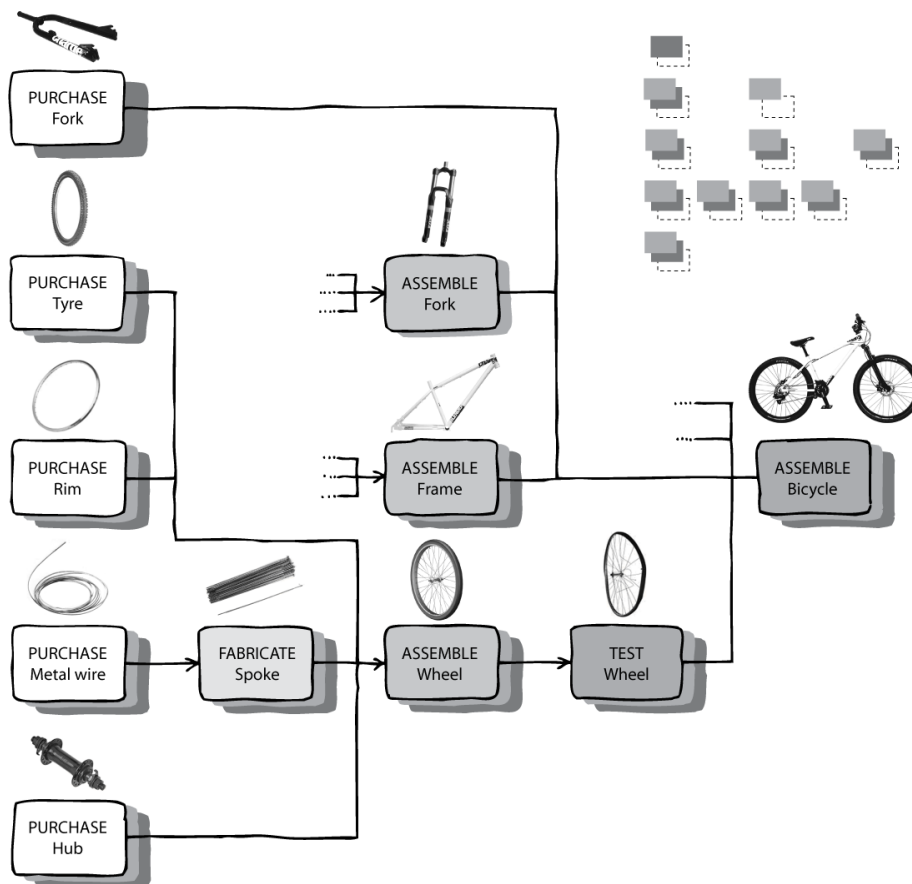 PURCHASE
Fork
PURCHASE
Tyre
ASSEMBLE
Fork
PURCHASE
Rim
ASSEMBLE
Frame
ASSEMBLE
Bicycle
PURCHASE
Metal wire
FABRICATE
Spoke
ASSEMBLE
Wheel
TEST
Wheel
PURCHASE
Hub